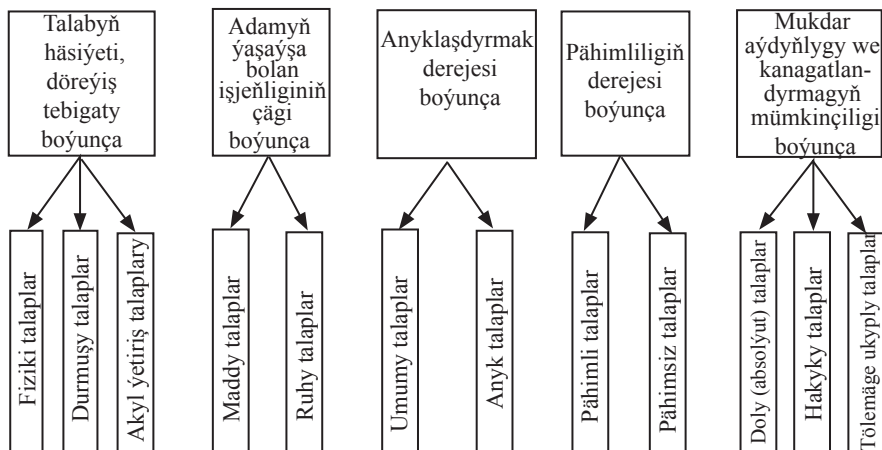 Talabyň
häsiýeti,
döreýiş
tebigaty
boýunça
Adamyň
ýaşaýşa
bolan
işjeňliginiň
çägi
boýunça
Anyklaşdyrmak
derejesi
boýunça
Pähimliligiň
derejesi
boýunça
Mukdar
aýdyňlygy we
kanagatlan-
dyrmagyň
mümkinçiligi
boýunça
Fiziki talaplar
Durmuşy talaplar
Akyl ýetiriş talaplary
Maddy talaplar
Ruhy talaplar
Umumy talaplar
Anyk talaplar
Pähimli talaplar
Pähimsiz talaplar
Doly (absolýut) talaplar
Hakyky talaplar
Tölemäge ukyply talaplar